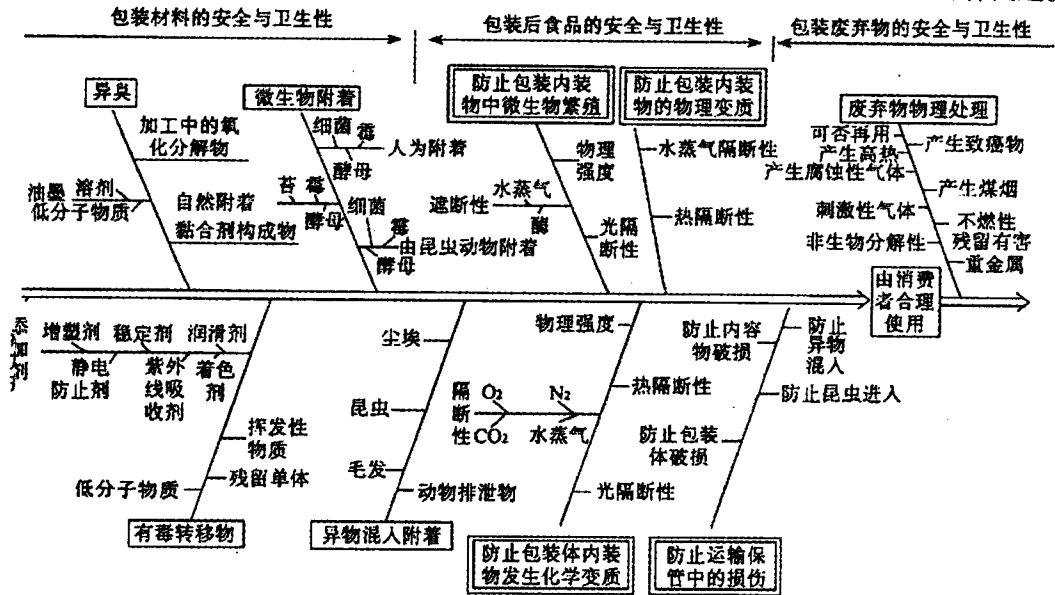 包装材料的安全与卫生性
包装后食品的安全与卫生性
包装废弃物的安全与卫生性
异臭
加工中的氧
化分解物
油墨 溶剂
低分子物质
黏合剂构成物
微生物附着
细菌 霉
酵母
人为附着
自然附着
苔 霉
酵母
细菌
霉
酵母
由昆虫动物附着
防止包装内装
物中微生物繁殖
物理
强度
水蒸气
遮断性
酶
光隔
断性
防止包装内装
物的物理变质
水蒸气隔断性
热隔断性
废弃物物理处理
可否再用
产生高热
产生腐蚀性气体
刺激性气体
非生物分解性
产生致癌物
产生煤烟
不燃性
残留有害
重金属
由消费
者合理
使用
添加剂
增塑剂 稳定剂 润滑剂
静电
防止剂
紫外
线吸
收剂
着色
剂
挥发性
物质
残留单体
低分子物质
有毒转移物
尘埃
昆虫
毛发
动物排泄物
异物混入附着
物理强度
隔
断
性
O₂ N₂
CO₂ 水蒸气
热隔断性
光隔断性
防止包装体内装
物发生化学变质
防止内容
物破损
防止
异物
混入
防止昆虫进入
防止包装
体破损
防止运输保
管中的损伤